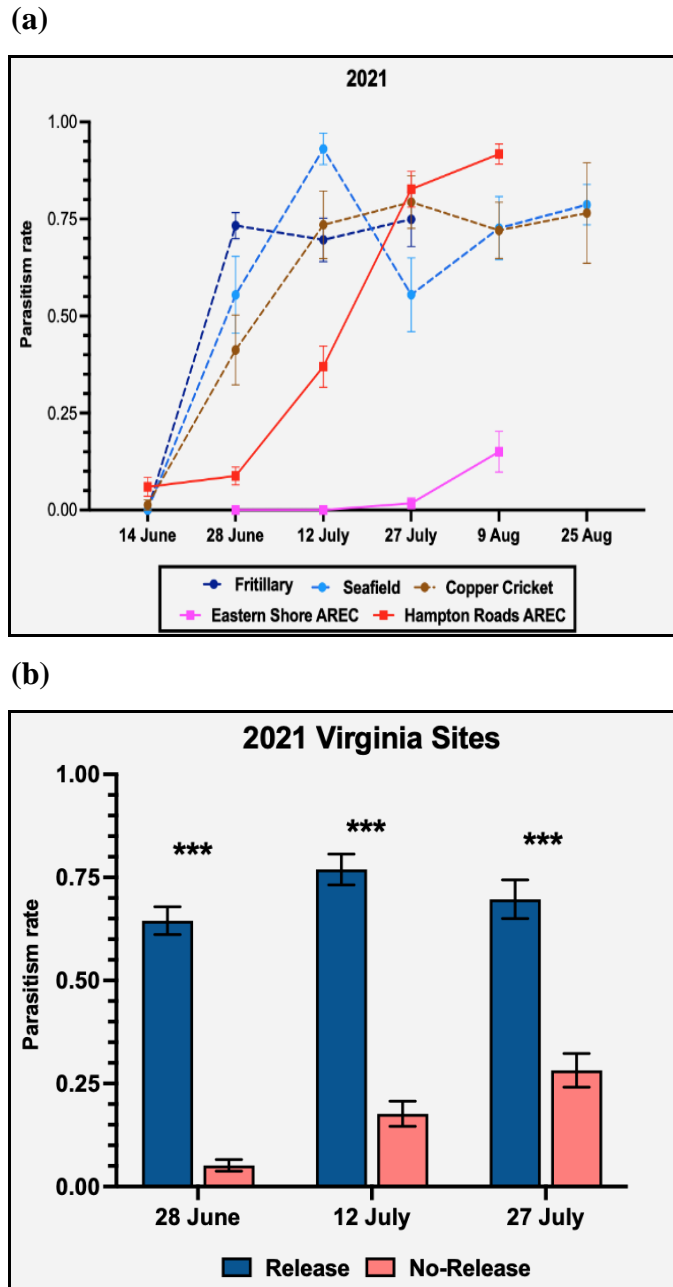 (a)
2021
Parasitism rate
1.00
0.75
0.50
0.25
0.00
14 June 28 June 12 July 27 July 9 Aug 25 Aug
Fritillary Seafield Copper Cricket
Eastern Shore AREC Hampton Roads AREC
(b)
2021 Virginia Sites
Parasitism rate
1.00
*** *** ***
0.75
0.50
0.25
0.00
28 June 12 July 27 July
Release No-Release